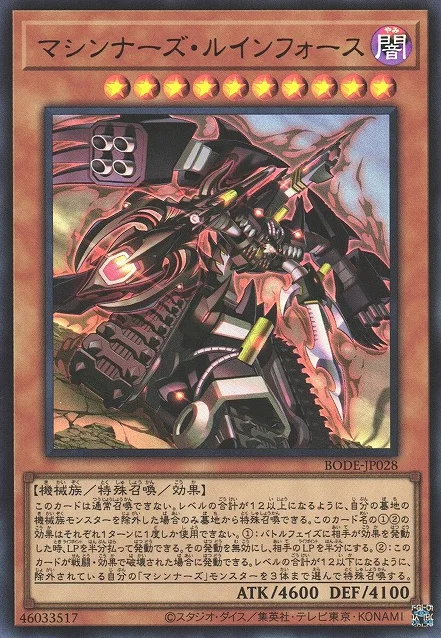 マシンナーズ・ルインフォース
闇
BODE-JP028
【機械族／特殊召喚／効果】
このカードは通常召喚できない。レベルの合計が１２以上になるように、自分の墓地の
機械族モンスターを除外した場合のみ墓地から特殊召喚できる。このカード名の①②の
効果はそれぞれ１ターンに１度しか使用できない。①：バトルフェイズに相手が効果を発動
した時、LPを半分払って発動できる。その発動を無効にし、相手のLPを半分にする。②：この
カードが戦闘・効果で破壊された場合に発動できる。レベルの合計が１２以下になるように、
除外されている自分の「マシンナーズ」モンスターを３体まで選んで特殊召喚する。
ATK/4600 DEF/4100
46033517
©スタジオ・ダイス／集英社・テレビ東京・KONAMI